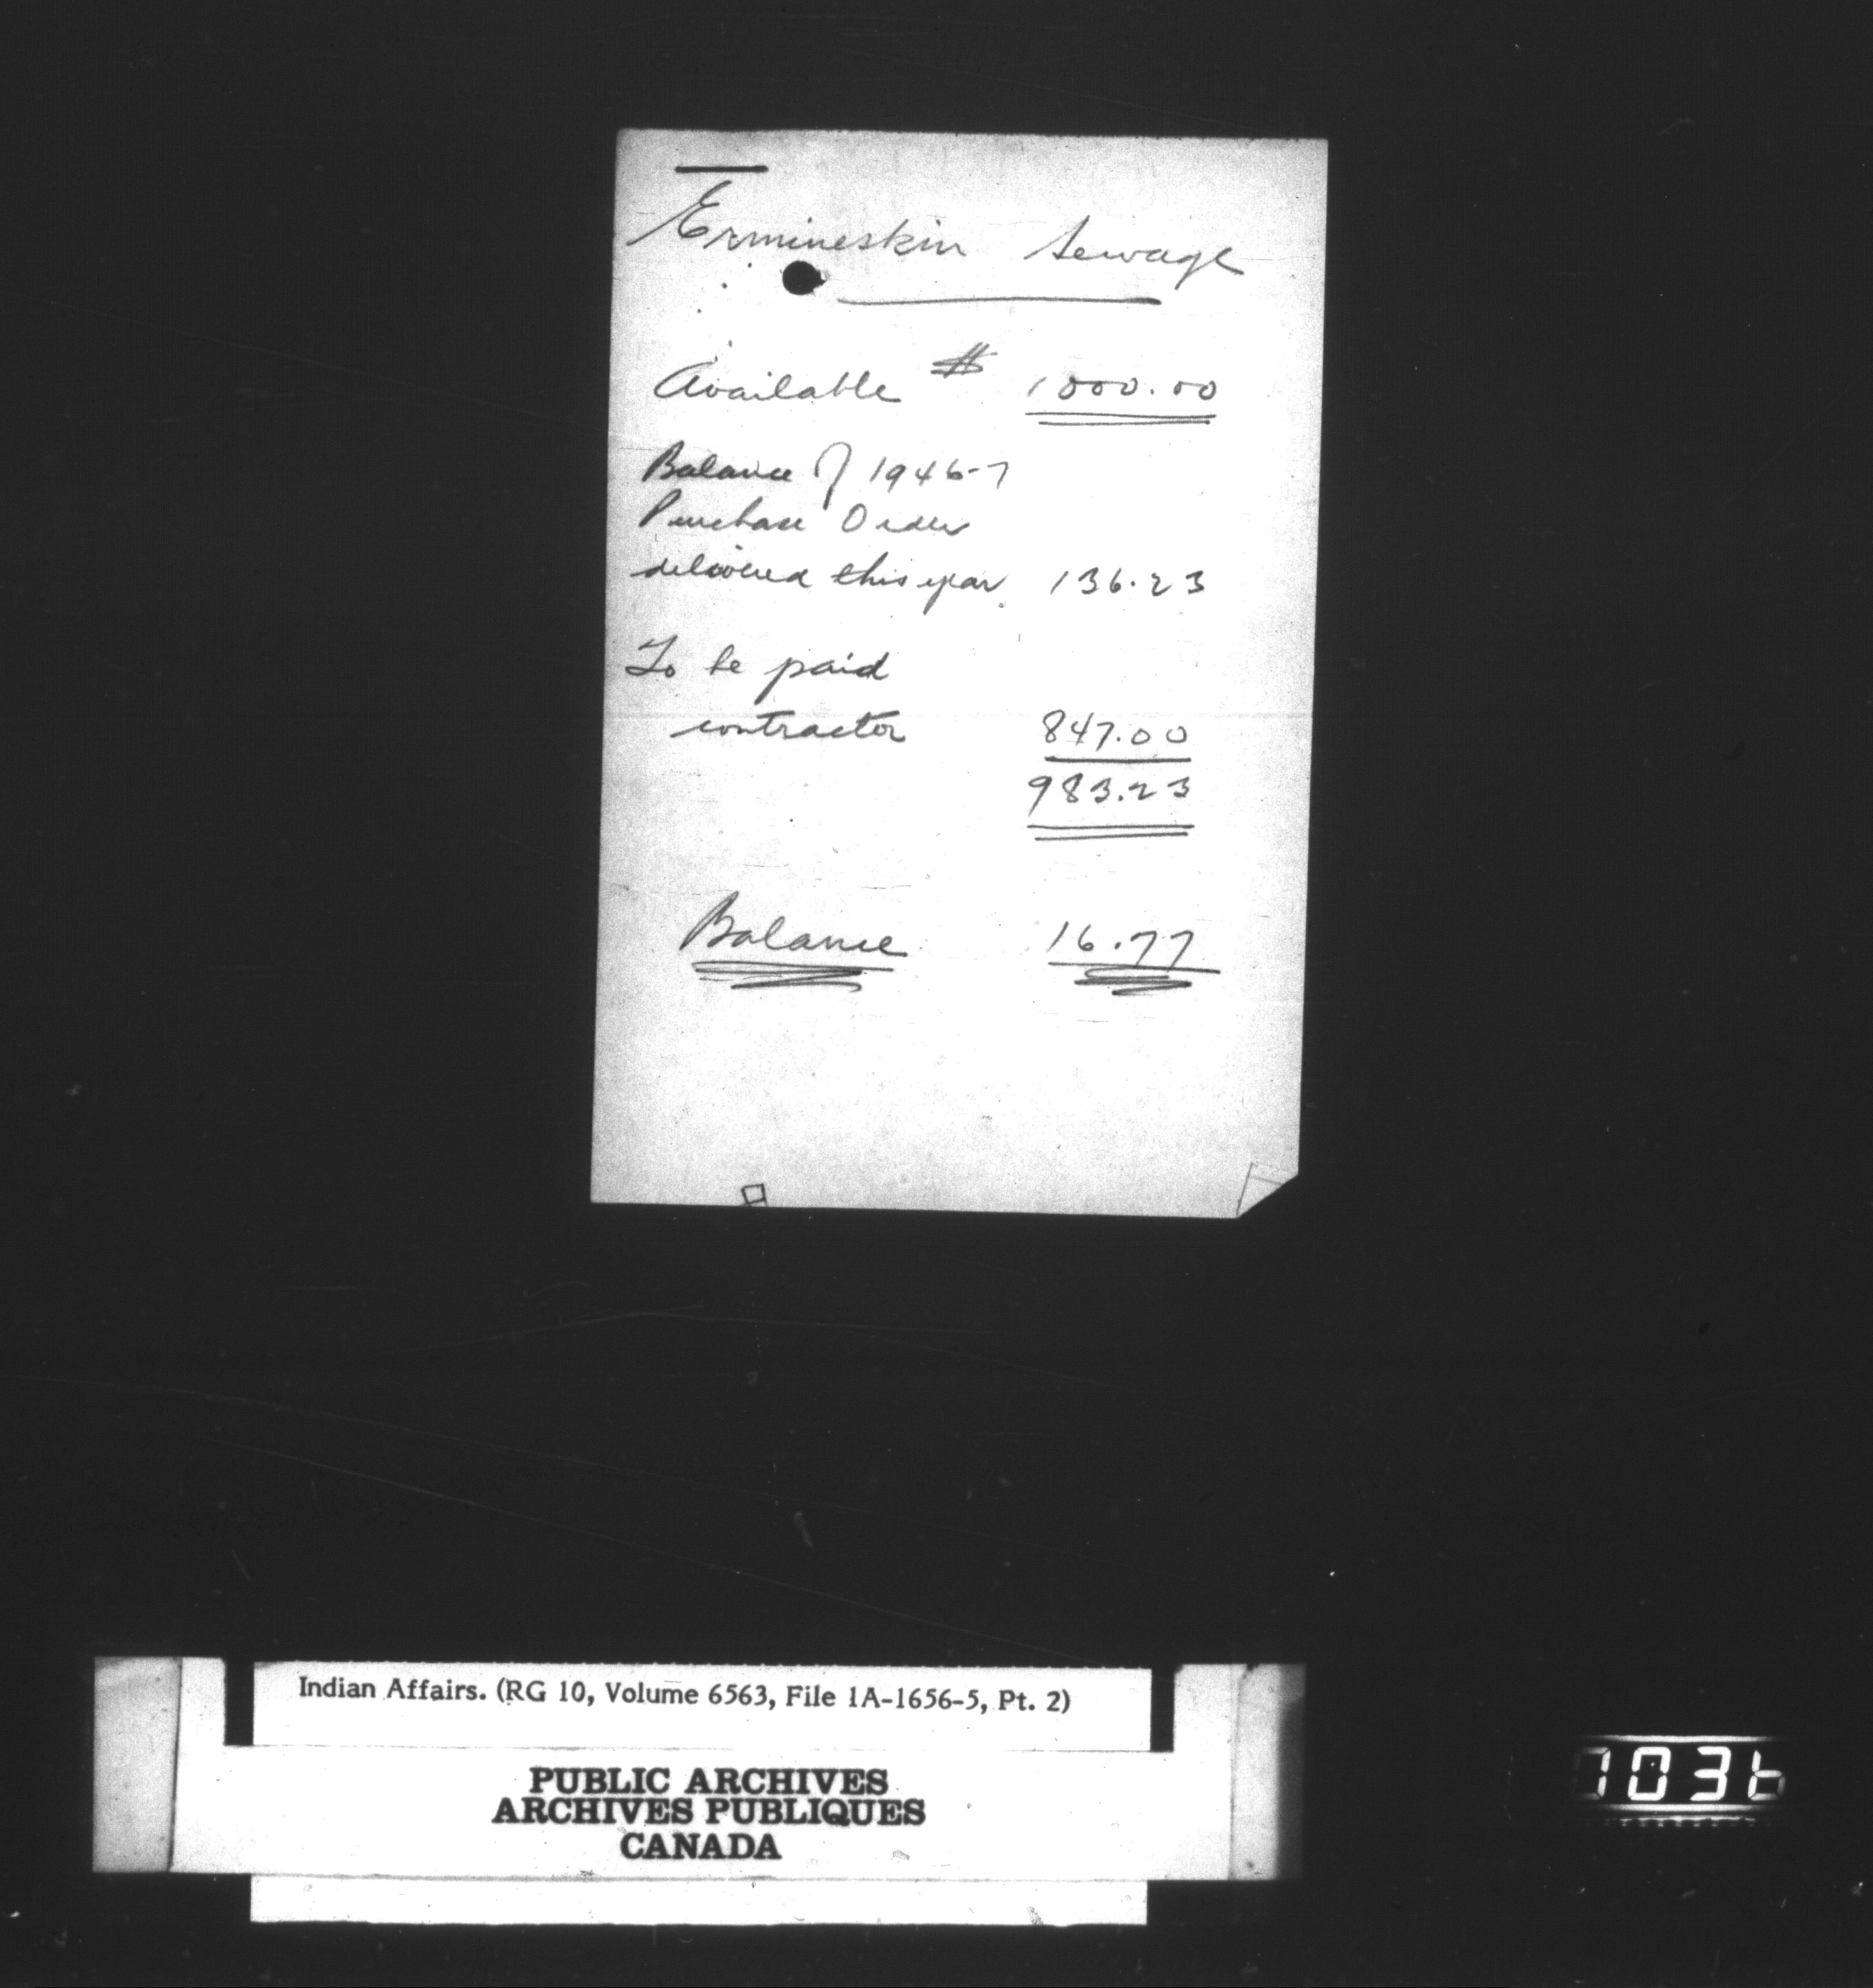 Ermineskin Sewage
Available $ 1000.00
Balance of 1946-7
Purchase Order
delivered this year 136.23
To be paid
contractor 847.00
983.23
Balance 16.77
Indian Affairs. (RG 10, Volume 6563, File 1A-1656-5, Pt. 2)
PUBLIC ARCHIVES
ARCHIVES PUBLIQUES
CANADA
1036